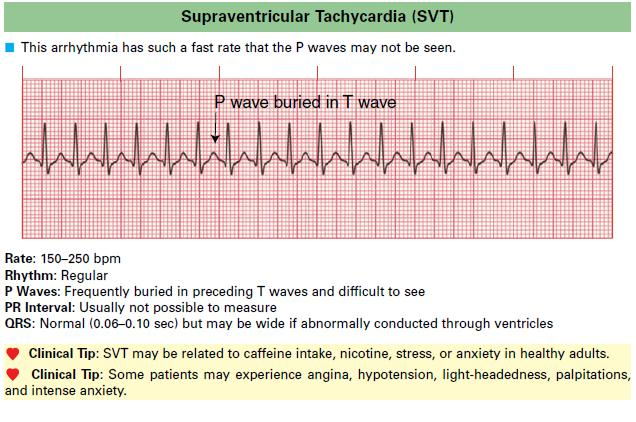 Supraventricular Tachycardia (SVT)
This arrhythmia has such a fast rate that the P waves may not be seen.
P wave buried in T wave
Rate: 150–250 bpm
Rhythm: Regular
P Waves: Frequently buried in preceding T waves and difficult to see
PR Interval: Usually not possible to measure
QRS: Normal (0.06–0.10 sec) but may be wide if abnormally conducted through ventricles
Clinical Tip: SVT may be related to caffeine intake, nicotine, stress, or anxiety in healthy adults.
Clinical Tip: Some patients may experience angina, hypotension, light-headedness, palpitations,
and intense anxiety.